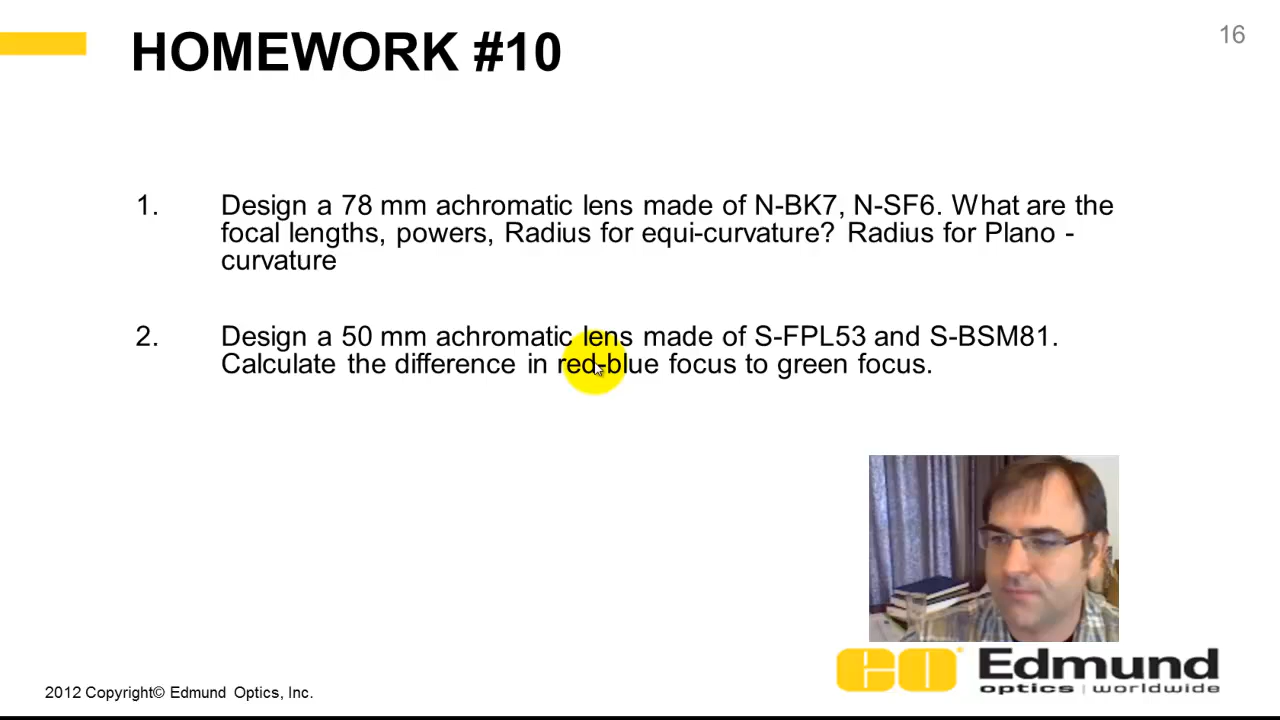 HOMEWORK #10
16
1. Design a 78 mm achromatic lens made of N-BK7, N-SF6. What are the
focal lengths, powers, Radius for equi-curvature? Radius for Plano -
curvature
2. Design a 50 mm achromatic lens made of S-FPL53 and S-BSM81.
Calculate the difference in red-blue focus to green focus.
EO Edmund
optics | worldwide
2012 Copyright© Edmund Optics, Inc.